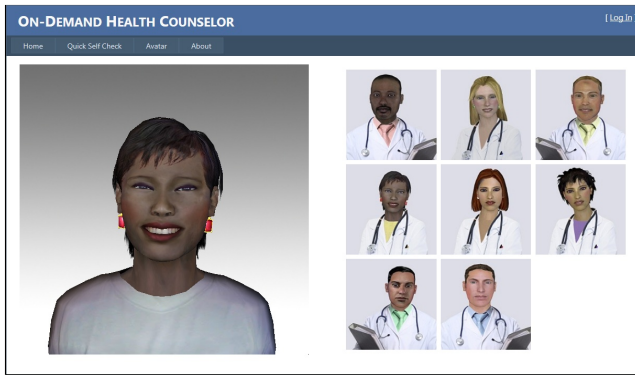 ON-DEMAND HEALTH COUNSELOR
[ Log In
Home Quick Self Check Avatar About